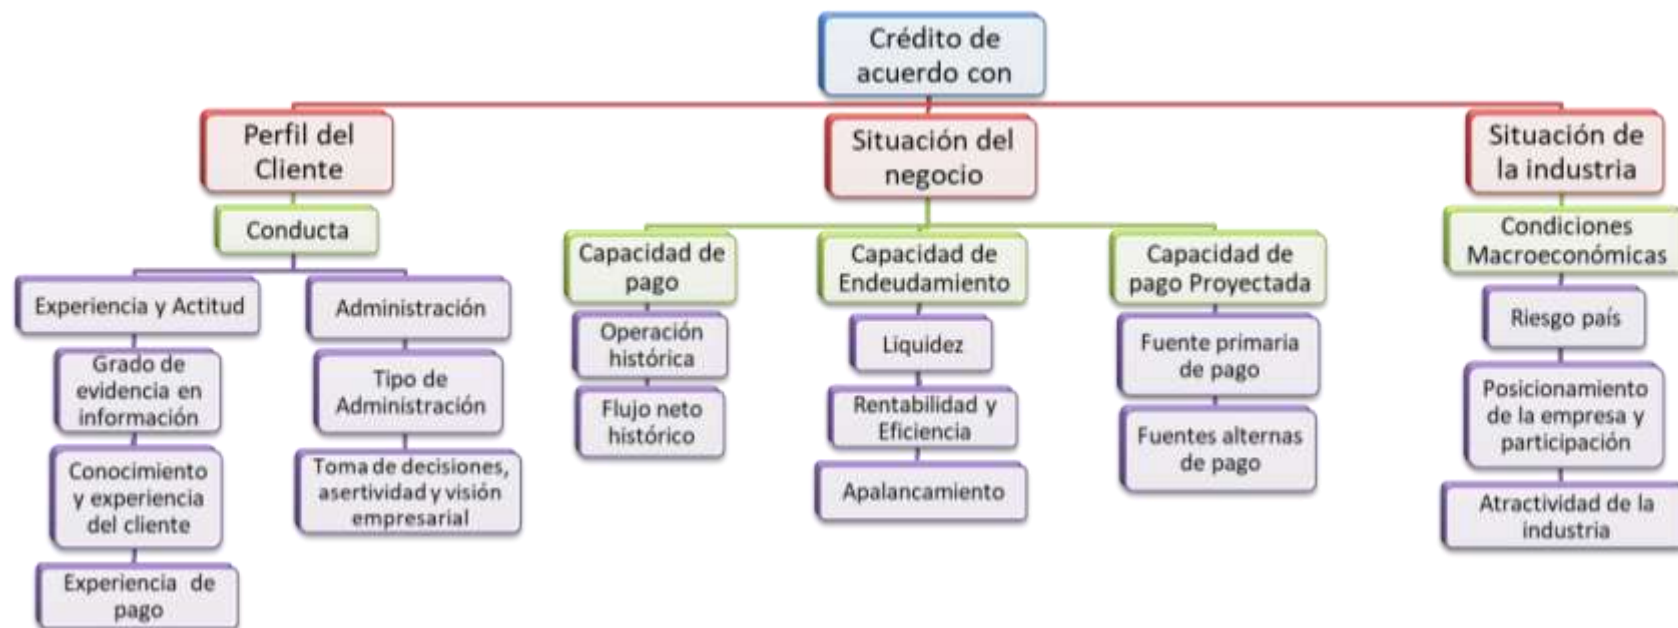 Crédito de
acuerdo con
Perfil del
Cliente
Conducta
Experiencia y Actitud
Grado de
evidencia en
información
Conocimiento
y experiencia
del cliente
Experiencia de
pago
Administración
Tipo de
Administración
Toma de decisiones,
asertividad y visión
empresarial
Situación del
negocio
Capacidad de
pago
Operación
histórica
Flujo neto
histórico
Capacidad de
Endeudamiento
Liquidez
Rentabilidad y
Eficiencia
Apalancamiento
Capacidad de
pago Proyectada
Fuente primaria
de pago
Fuentes alternas
de pago
Situación de
la industria
Condiciones
Macroeconómicas
Riesgo país
Posicionamiento
de la empresa y
participación
Atractividad de la
industria